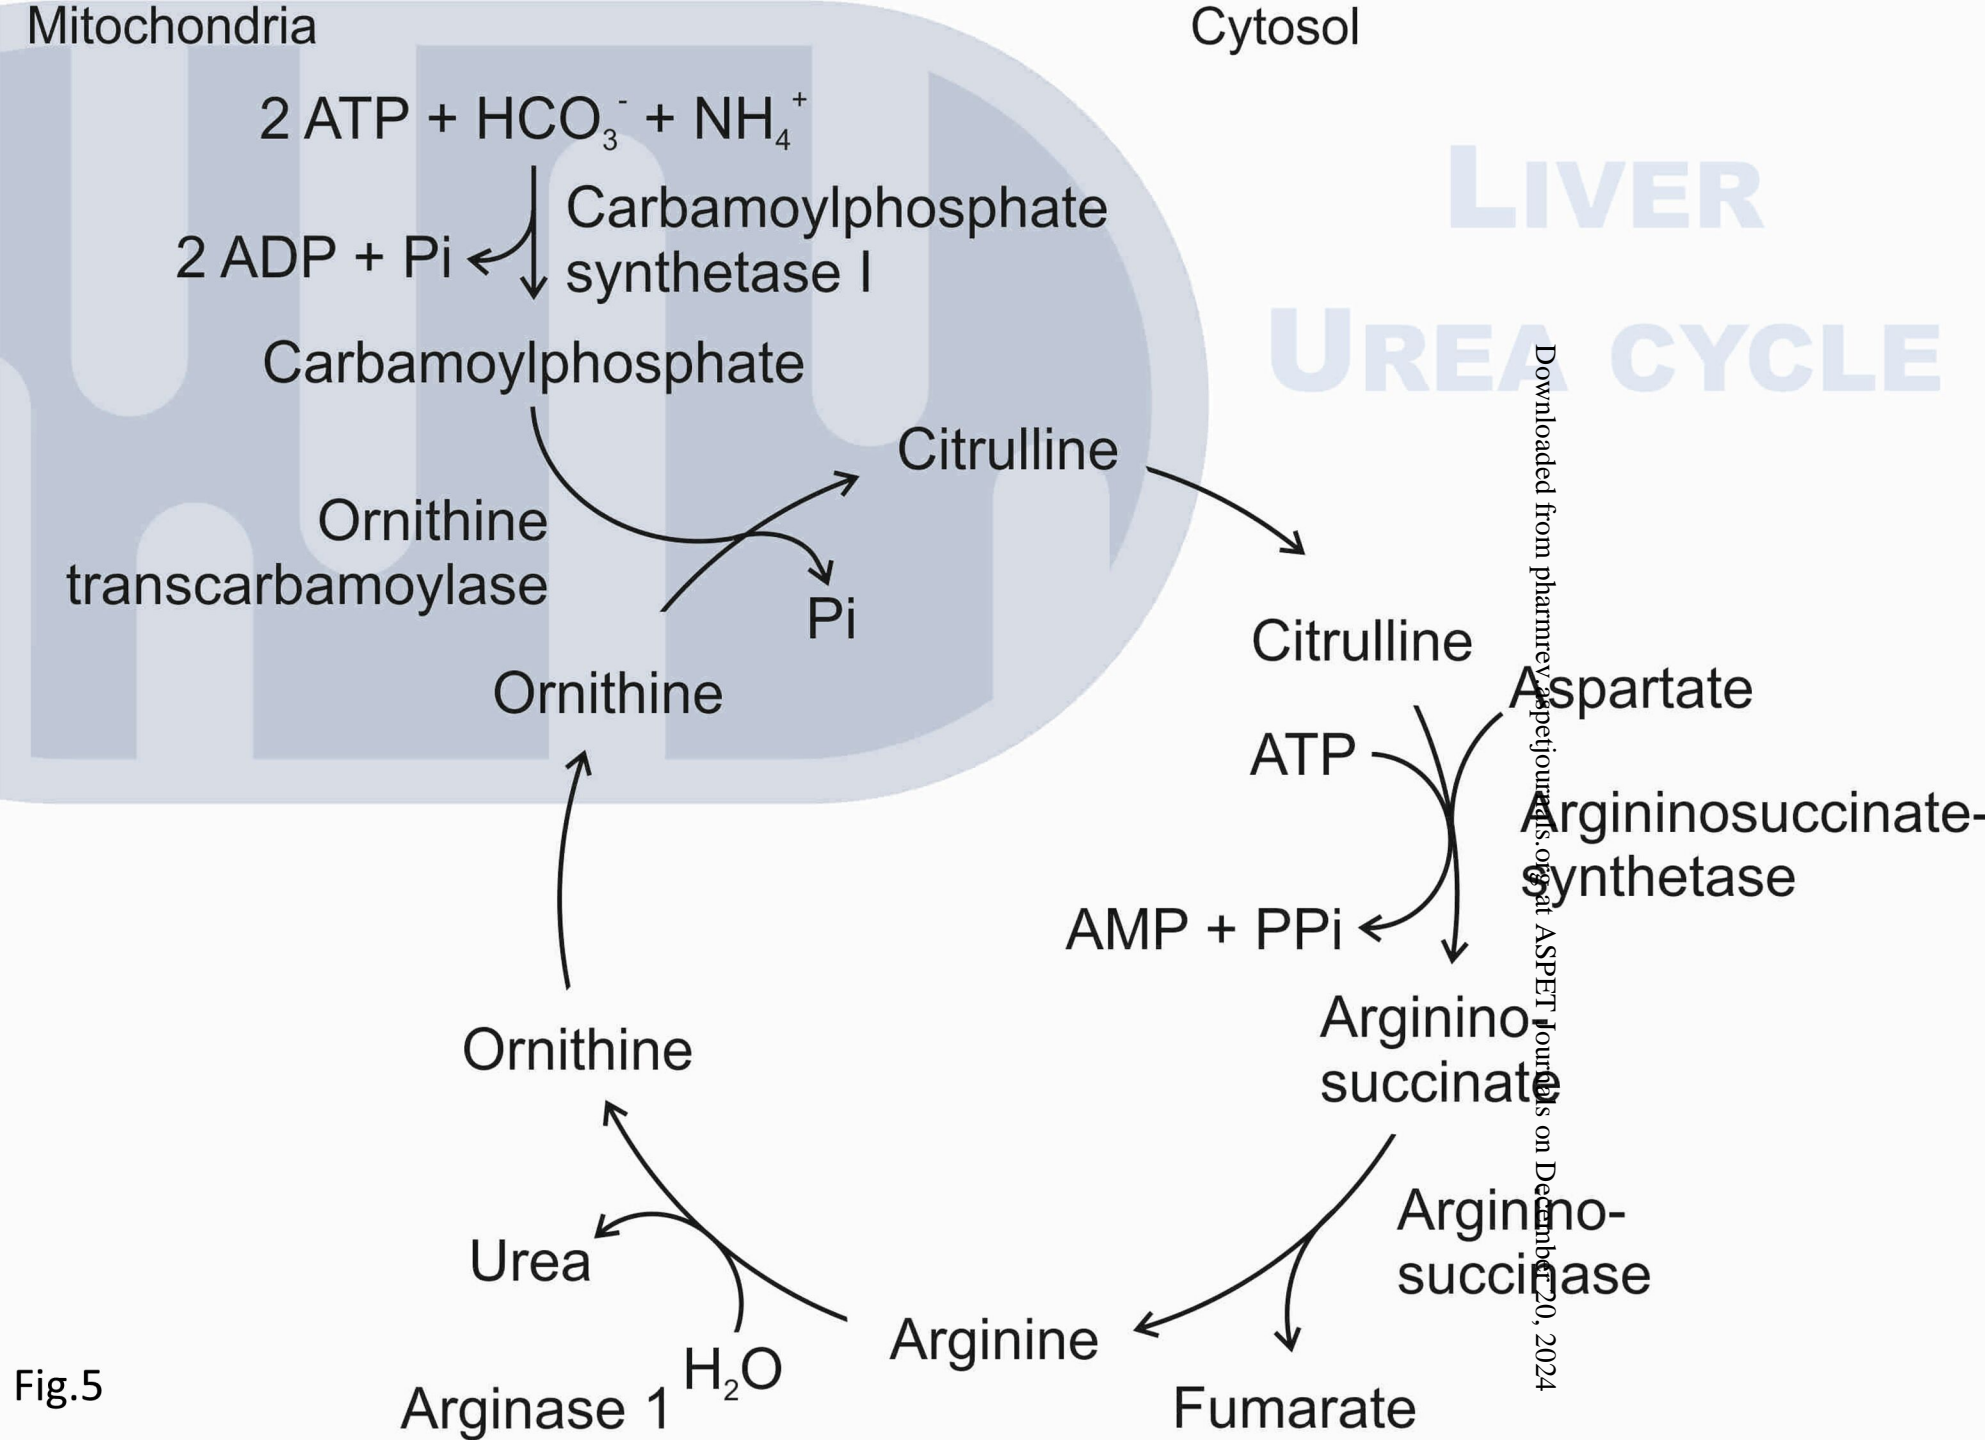 Mitochondria
Cytosol
2 ATP + HCO₃⁻ + NH₄⁺
Carbamoylphosphate
synthetase I
2 ADP + Pi
LIVER
UREA CYCLE
Carbamoylphosphate
Citrulline
Ornithine
transcarbamoylase
Pi
Ornithine
Citrulline
Aspartate
ATP
Argininosuccinate-
synthetase
AMP + PPi
Arginino-
succinate
Ornithine
Arginino-
succinase
Urea
Arginine
H₂O
Arginase 1
Fumarate
Fig.5
Downloaded from pharmrev.aspetjournals.org at ASPET Journals on December 20, 2024